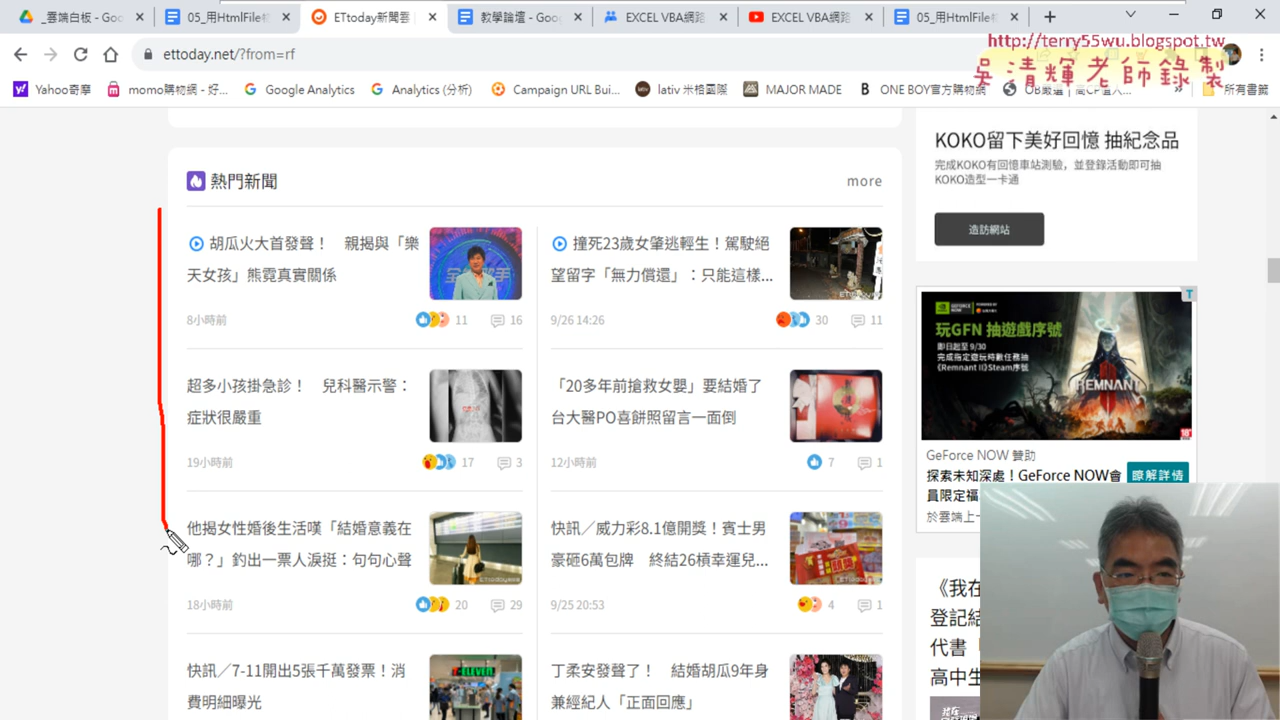 _雲端白板 - Goo
05_用HtmlFile物
ETtoday新聞雲
教學論壇 - Goog
EXCEL VBA網路
EXCEL VBA網路
05_用HtmlFile物
http://terry55wu.blogspot.tw
ettoday.net/?from=rf
吳清輝老師錄製
Yahoo奇摩
momo購物網 - 好...
Google Analytics
Analytics (分析)
Campaign URL Bui...
lativ 米格國際
MAJOR MADE
ONE BOY官方購物網
所有書籤
熱門新聞
more
胡瓜火大首發聲！　親揭與「樂
天女孩」熊霓真實關係
8小時前
11
16
撞死23歲女肇逃輕生！駕駛絕
望留字「無力償還」：只能這樣...
9/26 14:26
30
11
超多小孩掛急診！　兒科醫示警：
症狀很嚴重
19小時前
17
3
「20多年前搶救女嬰」要結婚了
台大醫PO喜餅照留言一面倒
12小時前
7
1
他揭女性婚後生活嘆「結婚意義在
哪？」釣出一票人淚挺：句句心聲
18小時前
20
29
快訊／威力彩8.1億開獎！賓士男
豪砸6萬包牌　終結26槓幸運兒...
9/25 20:53
4
1
快訊／7-11開出5張千萬發票！消
費明細曝光
7-ELEVEN
丁柔安發聲了！　結婚胡瓜9年身
兼經紀人「正面回應」
KOKO留下美好回憶 抽紀念品
完成KOKO有回憶車站測驗，並登錄活動即可抽
KOKO造型一卡通
造訪網站
GEFORCE NOW
玩GFN 抽遊戲序號
即日起至 9/30
完成指定遊玩時數任務抽
《Remnant II》Steam序號
REMNANT
GeForce NOW 贊助
探索未知深處！GeForce NOW會
員限定福
瞭解詳情
於雲端上
《我在
登記結
代書
高中生